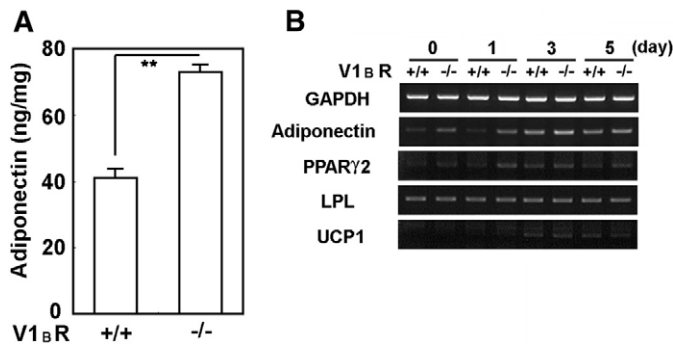 A
Adiponectin (ng/mg)
80
60
40
20
0
**
V1BR +/+ -/-
B
0 1 3 5 (day)
V1BR +/+ -/- +/+ -/- +/+ -/- +/+ -/-
GAPDH
Adiponectin
PPARγ2
LPL
UCP1